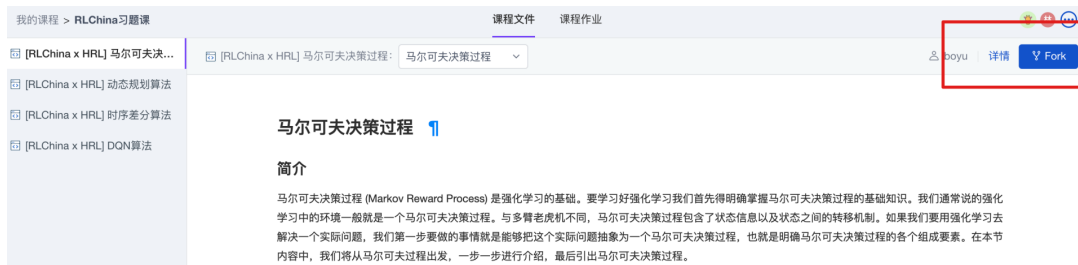 我的课程 > RLChina习题课
课程文件 课程作业
[RLChina x HRL] 马尔可夫决...
[RLChina x HRL] 马尔可夫决策过程: 马尔可夫决策过程
boyu 详情 Fork
[RLChina x HRL] 动态规划算法
[RLChina x HRL] 时序差分算法
[RLChina x HRL] DQN算法
马尔可夫决策过程 ¶
简介
马尔可夫决策过程 (Markov Reward Process) 是强化学习的基础。要学习好强化学习我们首先得明确掌握马尔可夫决策过程的基础知识。我们通常说的强化
学习中的环境一般就是一个马尔可夫决策过程。与多臂老虎机不同，马尔可夫决策过程包含了状态信息以及状态之间的转移机制。如果我们要用强化学习去
解决一个实际问题，我们第一步要做的事情就是能够把这个实际问题抽象为一个马尔可夫决策过程，也就是明确马尔可夫决策过程的各个组成要素。在本节
内容中，我们将从马尔可夫过程出发，一步一步进行介绍，最后引出马尔可夫决策过程。